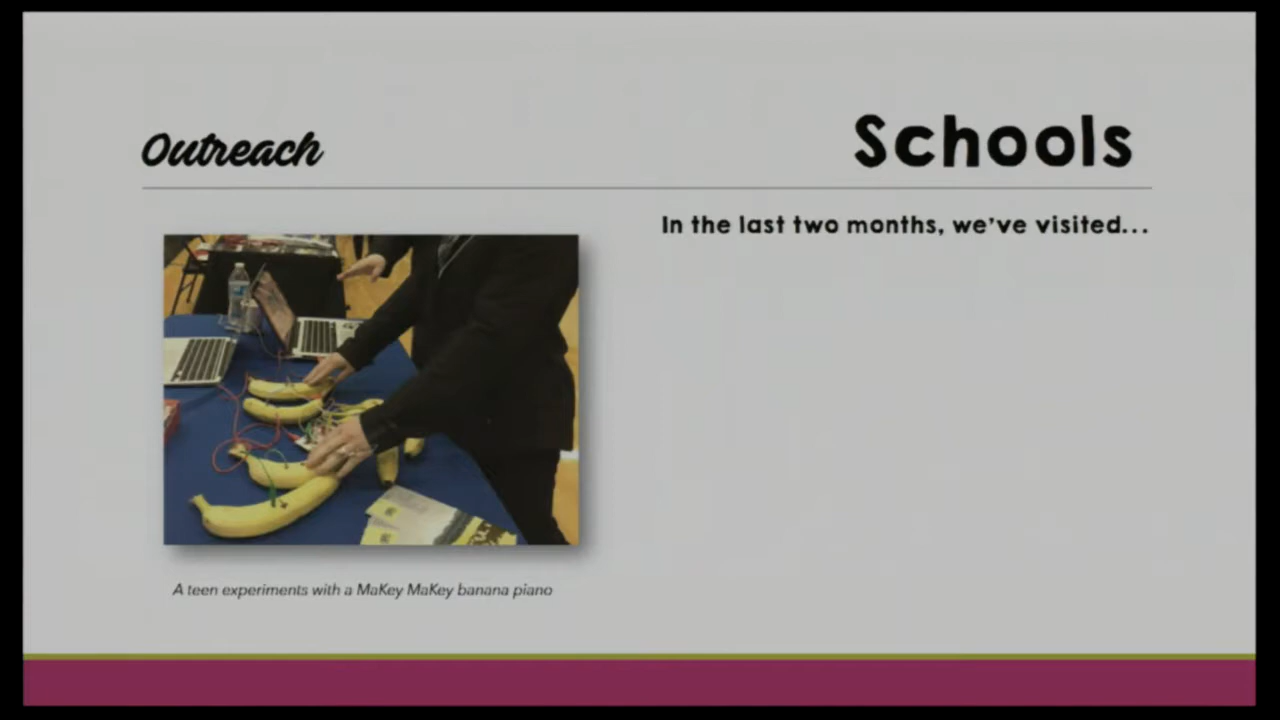 Outreach
Schools
In the last two months, we've visited...
A teen experiments with a MaKey MaKey banana piano